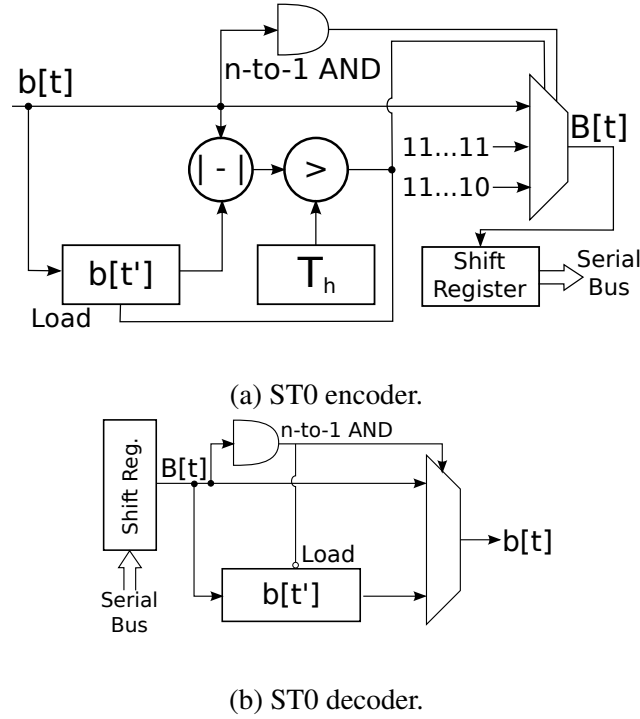 n-to-1 AND
b[t]
B[t]
| - |
>
11...11
11...10
b[t']
T_h
Load
Shift
Register
Serial
Bus
(a) ST0 encoder.
n-to-1 AND
Shift Reg.
B[t]
Load
b[t']
b[t]
Serial
Bus
(b) ST0 decoder.